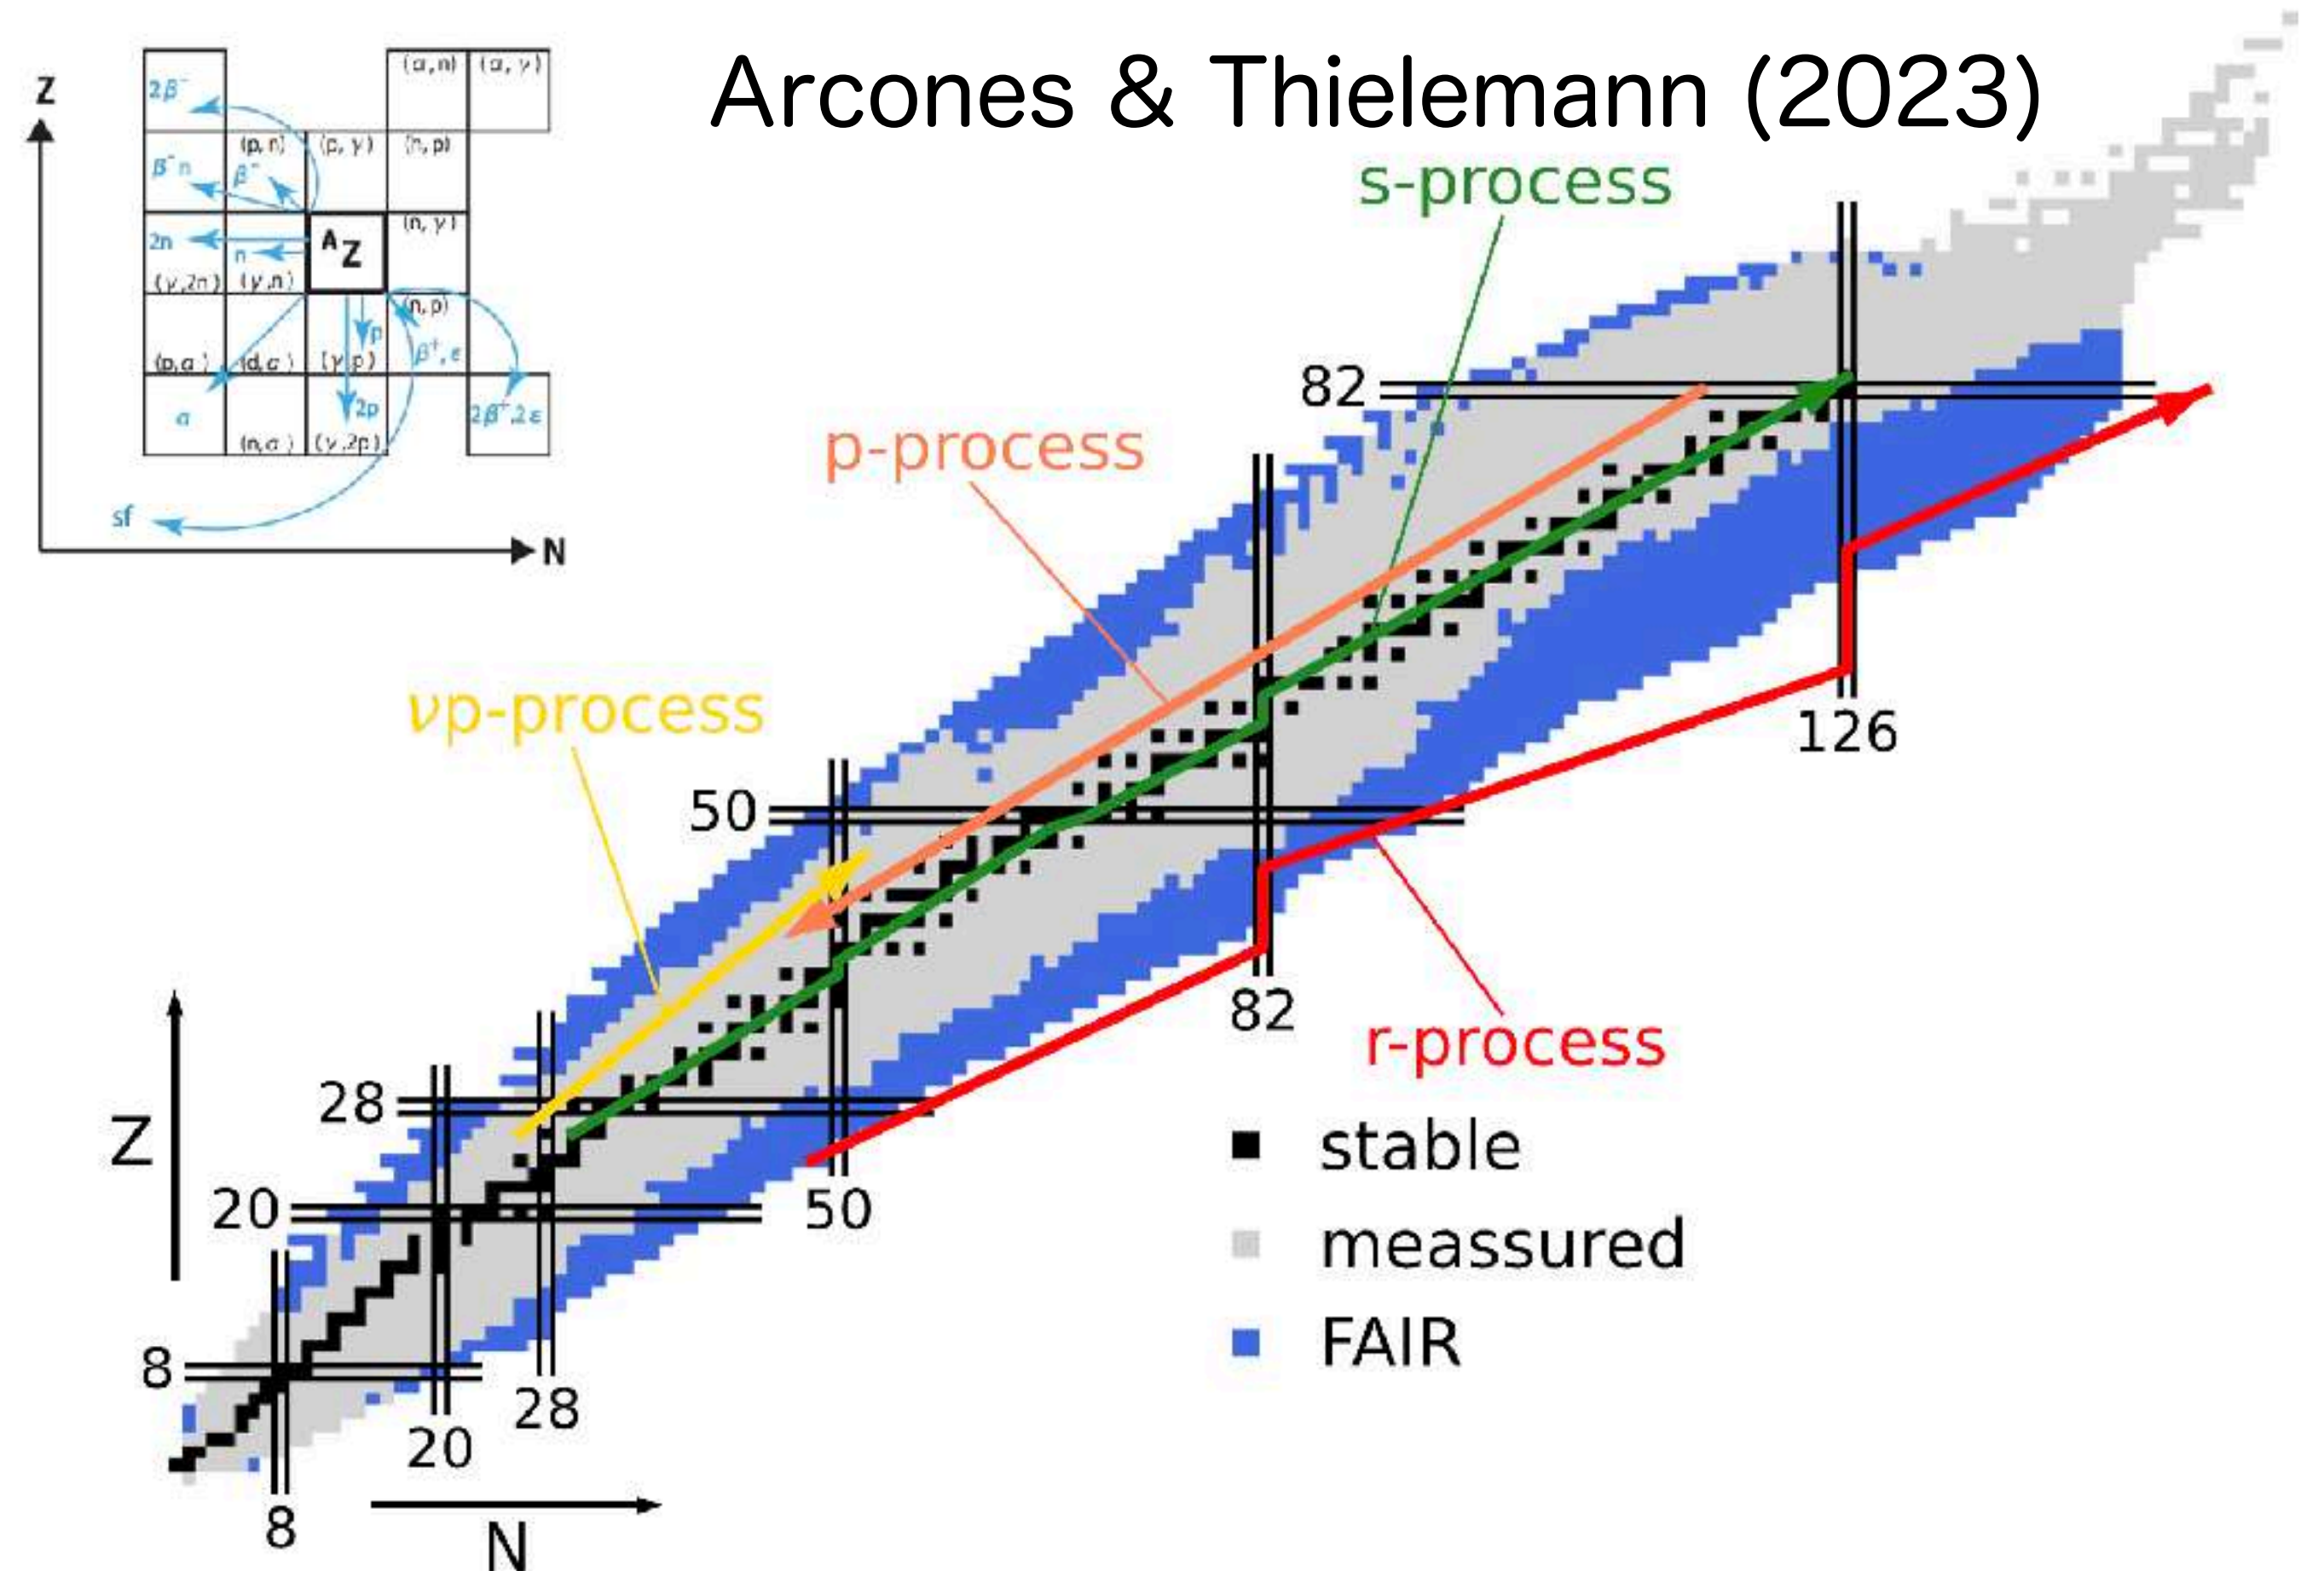 Arcones & Thielemann (2023)
Z
2β⁻
(α,n)
(α,γ)
β⁻n
(p,n)
β⁻
(p,γ)
(h,p)
2n
n
ᴬZ
(n,γ)
(γ,2n)
(γ,n)
(n,p)
p
β⁺,ε
(p,α)
(d,α)
(γ,p)
α
2p
2β⁺,2ε
(n,α)
(γ,2p)
sf
N
s-process
82
p-process
νp-process
126
50
82
r-process
28
Z
20
50
stable
meassured
FAIR
8
28
20
8
N